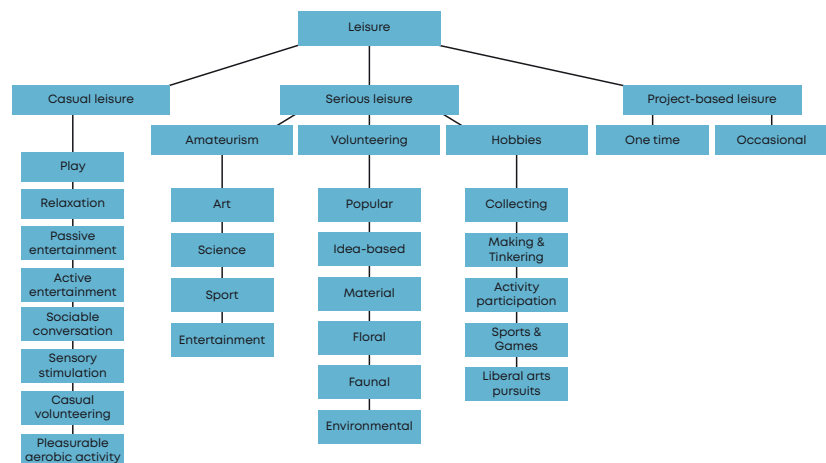 Leisure
Casual leisure
Serious leisure
Project-based leisure
Amateurism
Volunteering
Hobbies
One time
Occasional
Play
Relaxation
Passive
entertainment
Active
entertainment
Sociable
conversation
Sensory
stimulation
Casual
volunteering
Pleasurable
aerobic activity
Art
Science
Sport
Entertainment
Popular
Idea-based
Material
Floral
Faunal
Environmental
Collecting
Making &
Tinkering
Activity
participation
Sports &
Games
Liberal arts
pursuits